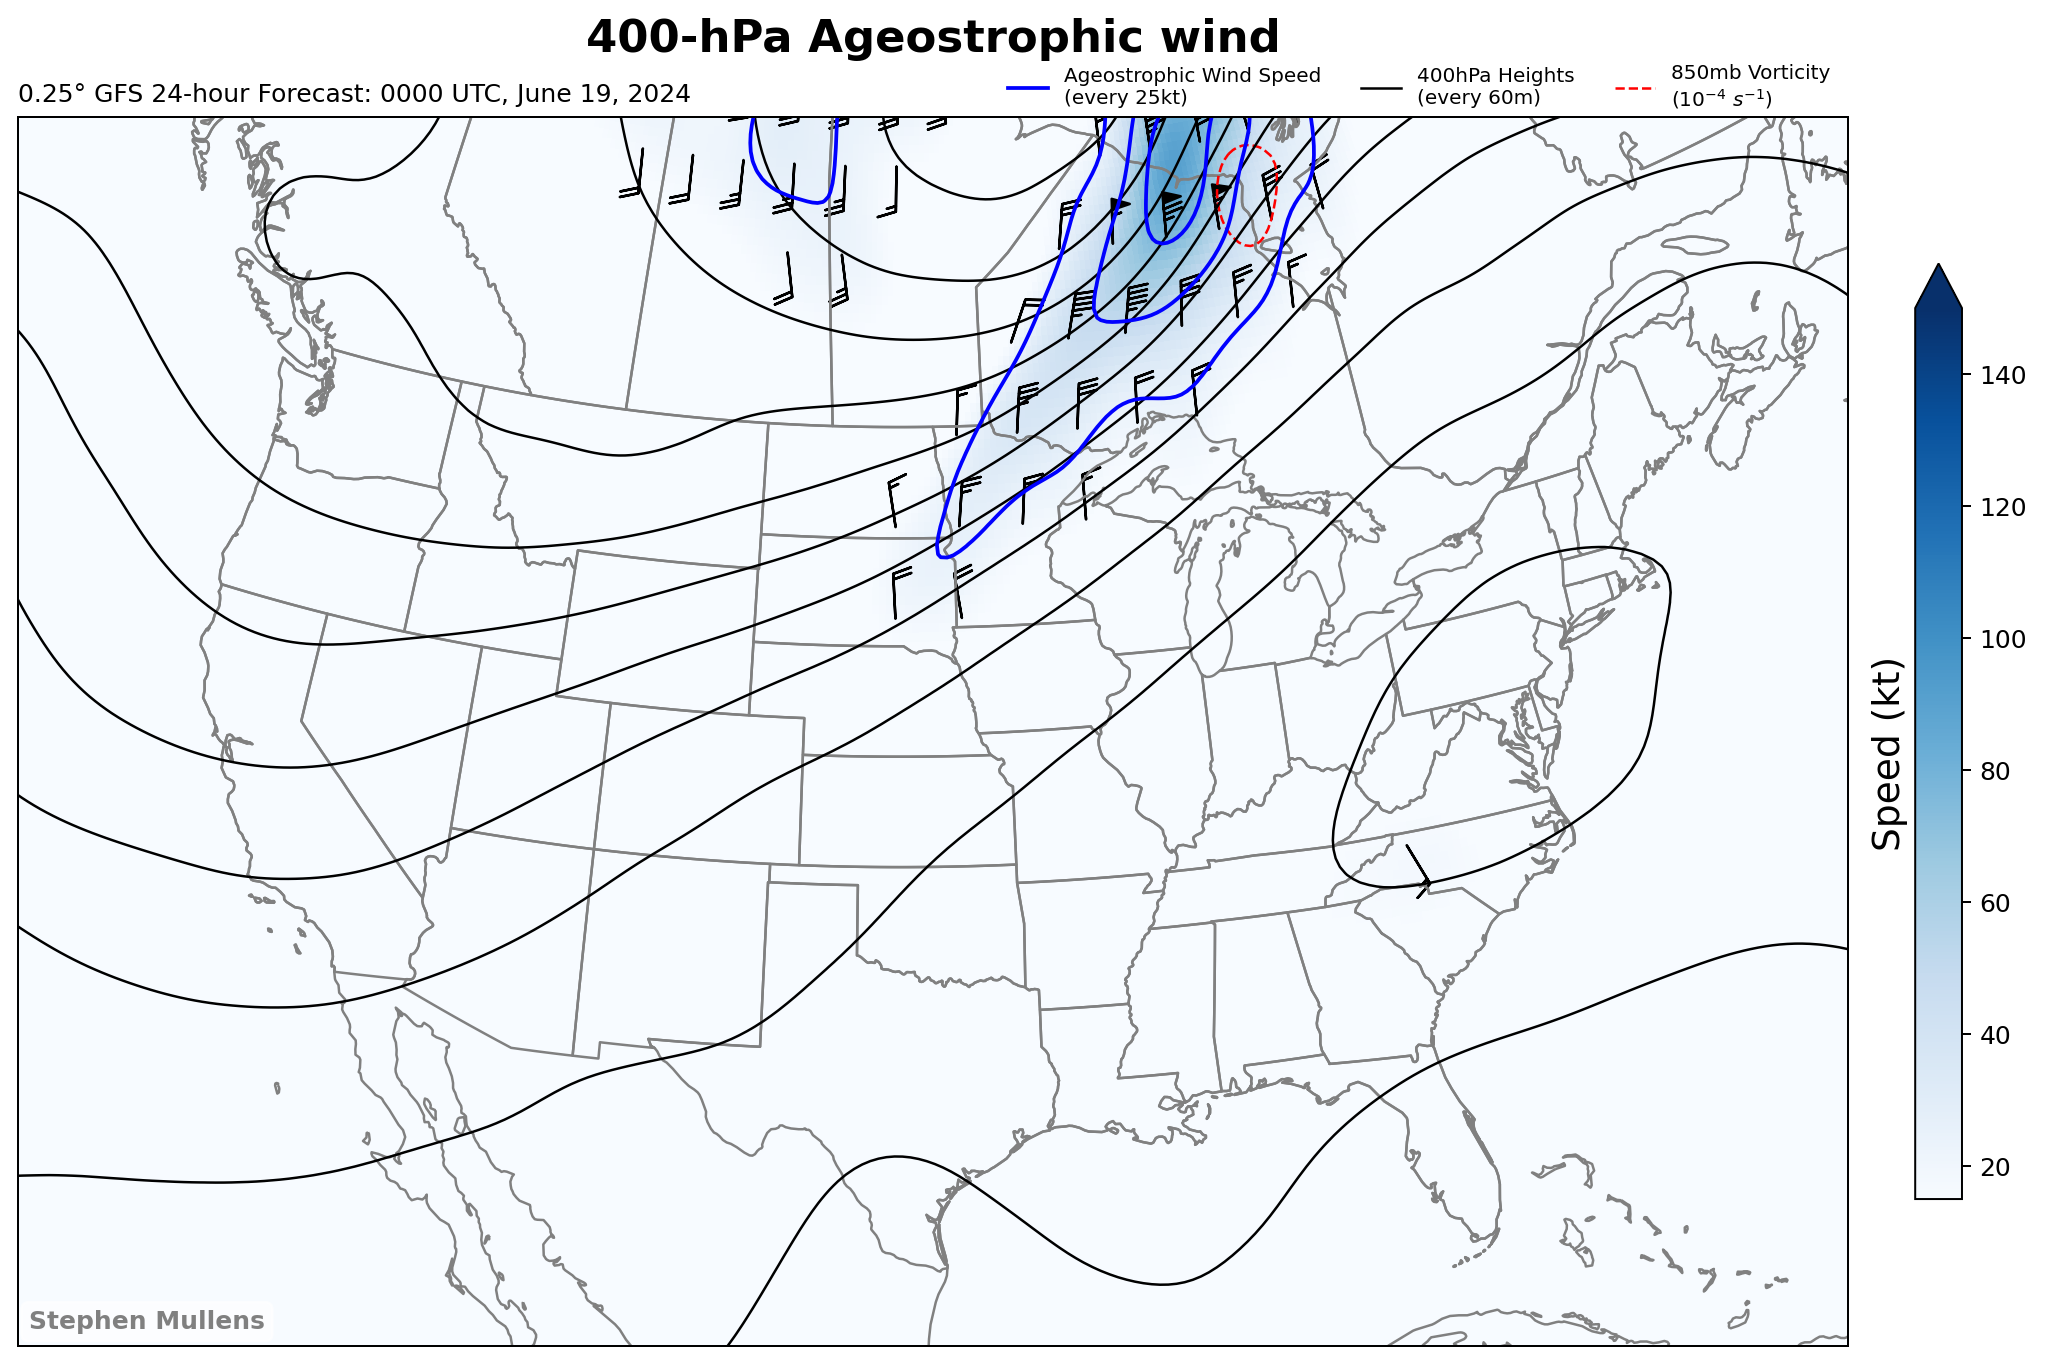 400-hPa Ageostrophic wind
0.25° GFS 24-hour Forecast: 0000 UTC, June 19, 2024
Ageostrophic Wind Speed
(every 25kt)
400hPa Heights
(every 60m)
850mb Vorticity
(10⁻⁴ s⁻¹)
140
120
100
80
60
40
20
Speed (kt)
Stephen Mullens